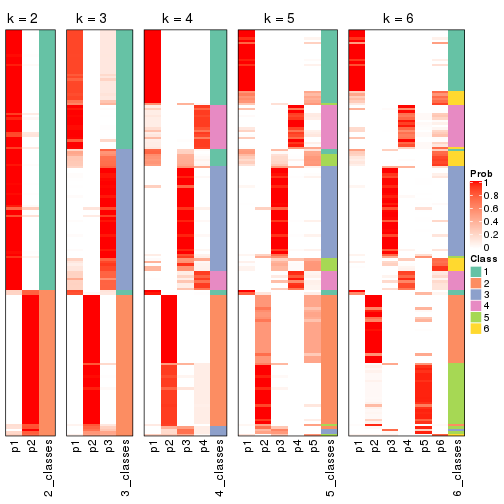 k = 2
k = 3
k = 4
k = 5
k = 6
p1
p2
2_classes
p1
p2
p3
3_classes
p1
p2
p3
p4
4_classes
p1
p2
p3
p4
p5
5_classes
p1
p2
p3
p4
p5
p6
6_classes
Prob
1
0.8
0.6
0.4
0.2
0
Class
1
2
3
4
5
6